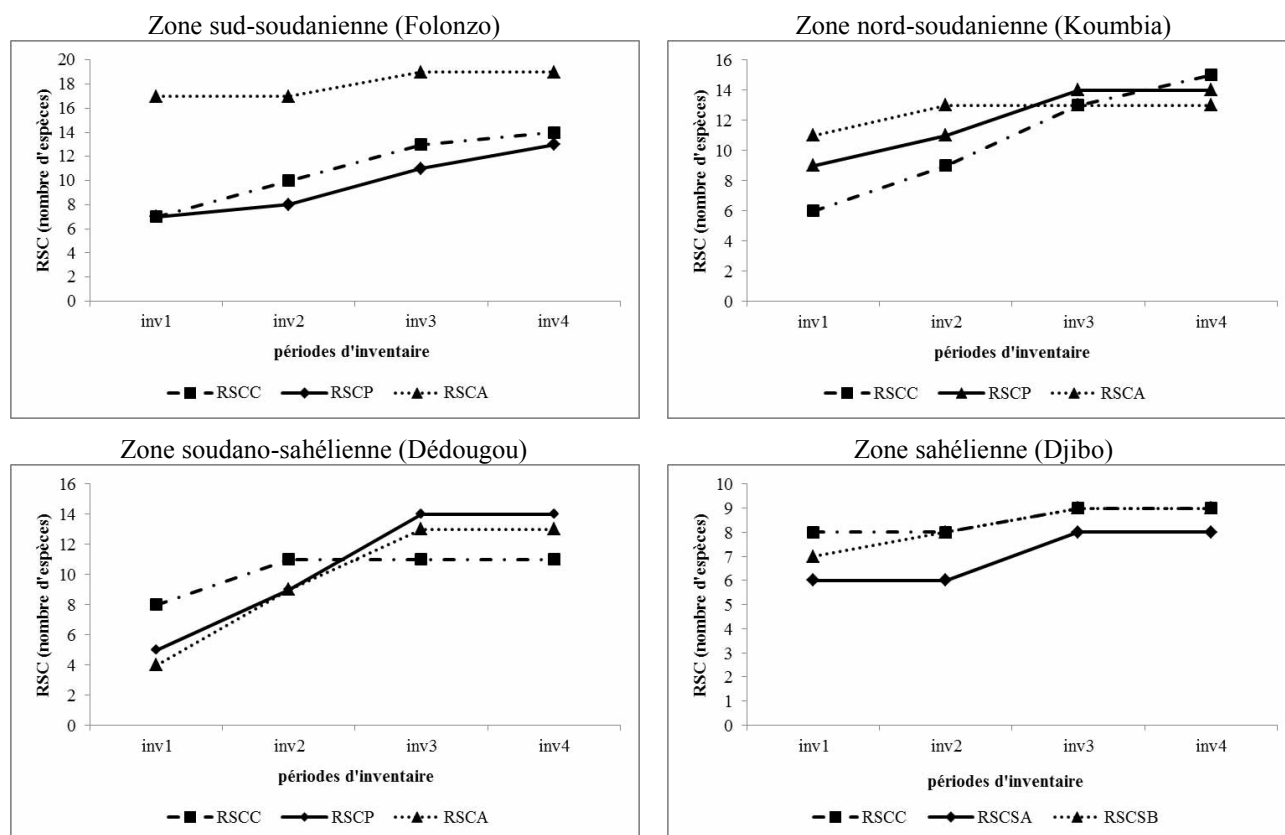 Zone sud-soudanienne (Folonzo)
RSC (nombre d'espèces)
20
18
16
14
12
10
8
6
4
2
0
inv1 inv2 inv3 inv4
périodes d'inventaire
RSCC RSCP RSCA
Zone nord-soudanienne (Koumbia)
RSC (nombre d'espèces)
16
14
12
10
8
6
4
2
0
inv1 inv2 inv3 inv4
périodes d'inventaire
RSCC RSCP RSCA
Zone soudano-sahélienne (Dédougou)
RSC (nombre d'espèces)
16
14
12
10
8
6
4
2
0
inv1 inv2 inv3 inv4
périodes d'inventaire
RSCC RSCP RSCA
Zone sahélienne (Djibo)
RSC (nombre d'espèces)
10
9
8
7
6
5
4
3
2
1
0
inv1 inv2 inv3 inv4
périodes d'inventaire
RSCC RSCSA RSCSB